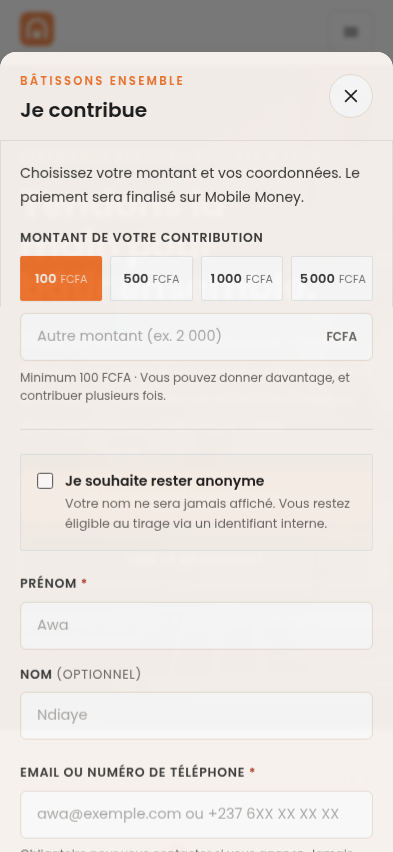 BÂTISSONS ENSEMBLE
Je contribue
Choisissez votre montant et vos coordonnées. Le
paiement sera finalisé sur Mobile Money.
MONTANT DE VOTRE CONTRIBUTION
100 FCFA 500 FCFA 1 000 FCFA 5 000 FCFA
Autre montant (ex. 2 000) FCFA
Minimum 100 FCFA · Vous pouvez donner davantage, et
contribuer plusieurs fois.
Je souhaite rester anonyme
Votre nom ne sera jamais affiché. Vous restez
éligible au tirage via un identifiant interne.
PRÉNOM *
Awa
NOM (OPTIONNEL)
Ndiaye
EMAIL OU NUMÉRO DE TÉLÉPHONE *
awa@exemple.com ou +237 6XX XX XX XX